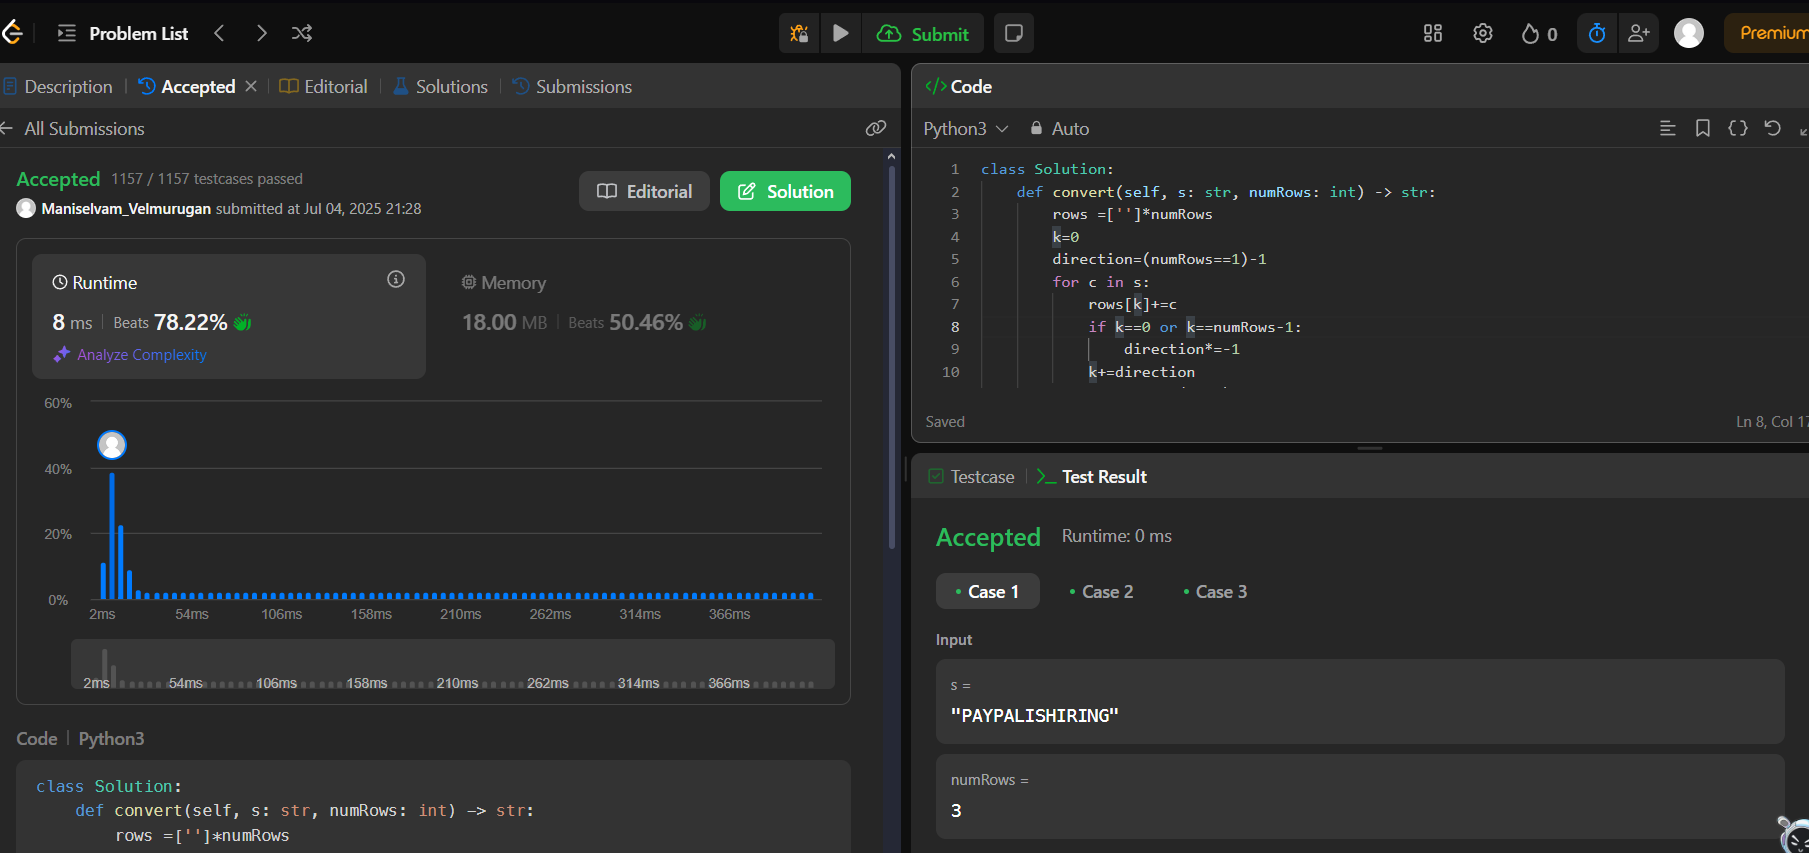 Problem List
Submit
0
Premium
Description
Accepted
Editorial
Solutions
Submissions
All Submissions
Accepted 1157 / 1157 testcases passed
Maniselvam_Velmurugan submitted at Jul 04, 2025 21:28
Editorial
Solution
Runtime
8 ms Beats 78.22%
Analyze Complexity
Memory
18.00 MB Beats 50.46%
60%
40%
20%
0%
2ms 54ms 106ms 158ms 210ms 262ms 314ms 366ms
2ms 54ms 106ms 158ms 210ms 262ms 314ms 366ms
Code Python3
class Solution:
def convert(self, s: str, numRows: int) -> str:
rows =['']*numRows
</> Code
Python3 Auto
1 class Solution:
2 def convert(self, s: str, numRows: int) -> str:
3 rows =['']*numRows
4 k=0
5 direction=(numRows==1)-1
6 for c in s:
7 rows[k]+=c
8 if k==0 or k==numRows-1:
9 direction*=-1
10 k+=direction
Saved
Ln 8, Col 17
Testcase
Test Result
Accepted Runtime: 0 ms
Case 1
Case 2
Case 3
Input
s =
"PAYPALISHIRING"
numRows =
3